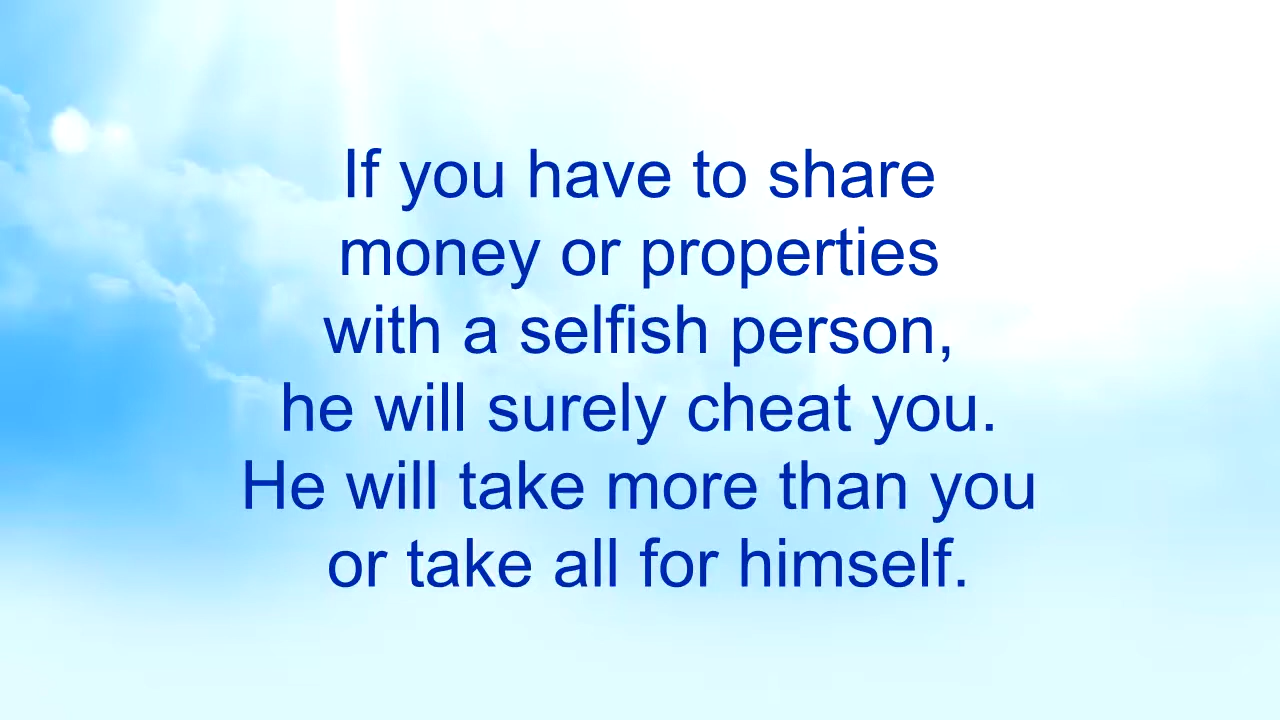 If you have to share
money or properties
with a selfish person,
he will surely cheat you.
He will take more than you
or take all for himself.